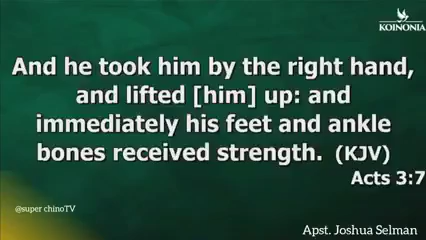 KOINONIA
And he took him by the right hand,
and lifted [him] up: and
immediately his feet and ankle
bones received strength. (KJV)
Acts 3:7
@super chinoTV
Apst. Joshua Selman